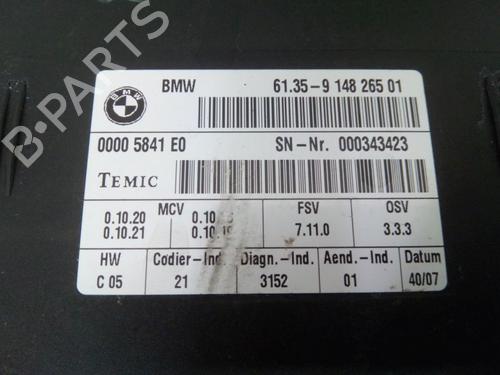 BMW
BMW 61.35-9 148 265 01
0000 5841 E0 SN-Nr. 000343423
TEMIC
MCV FSV OSV
0.10.20
0.10.21 7.11.0 3.3.3
HW Codier-Ind. Diagn.-Ind. Aend.-Ind. Datum
C 05 21 3152 01 40/07
B-PARTS